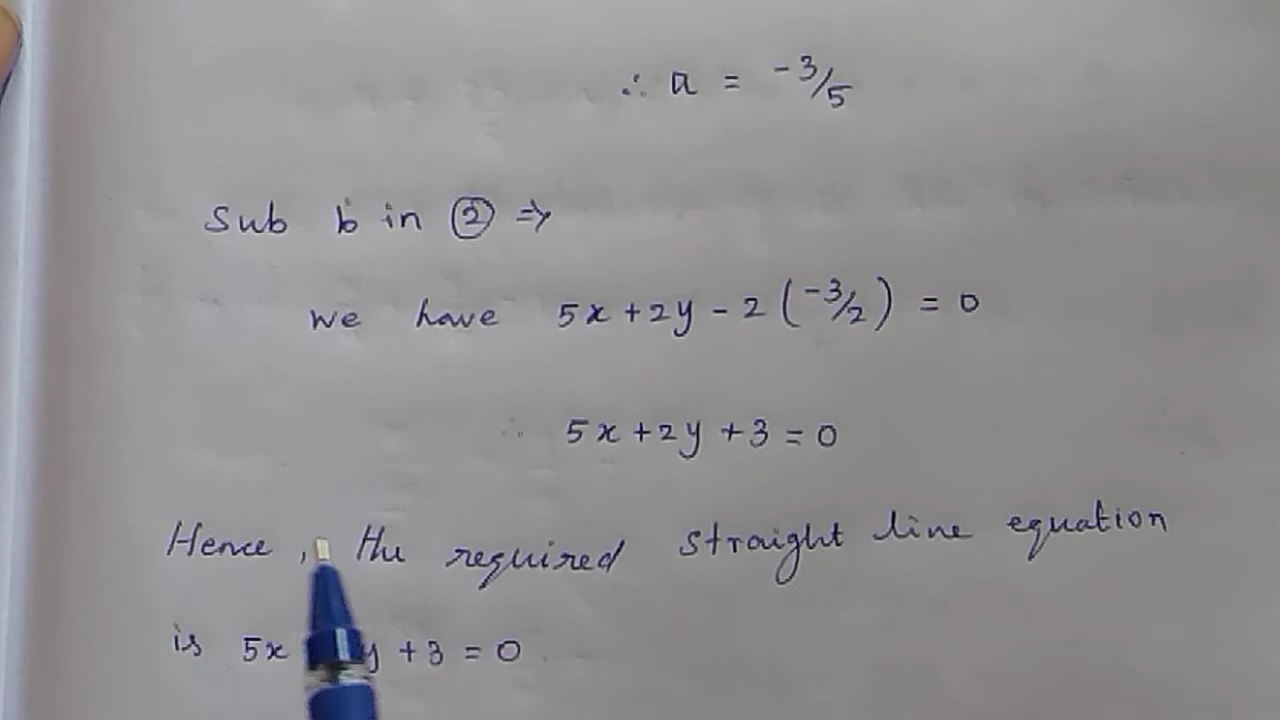 ∴ a = -3/5
Sub b in ② ⇒
We have 5x + 2y - 2 (-3/2) = 0
5x + 2y + 3 = 0
Hence, the required straight line equation
is 5x y + 3 = 0